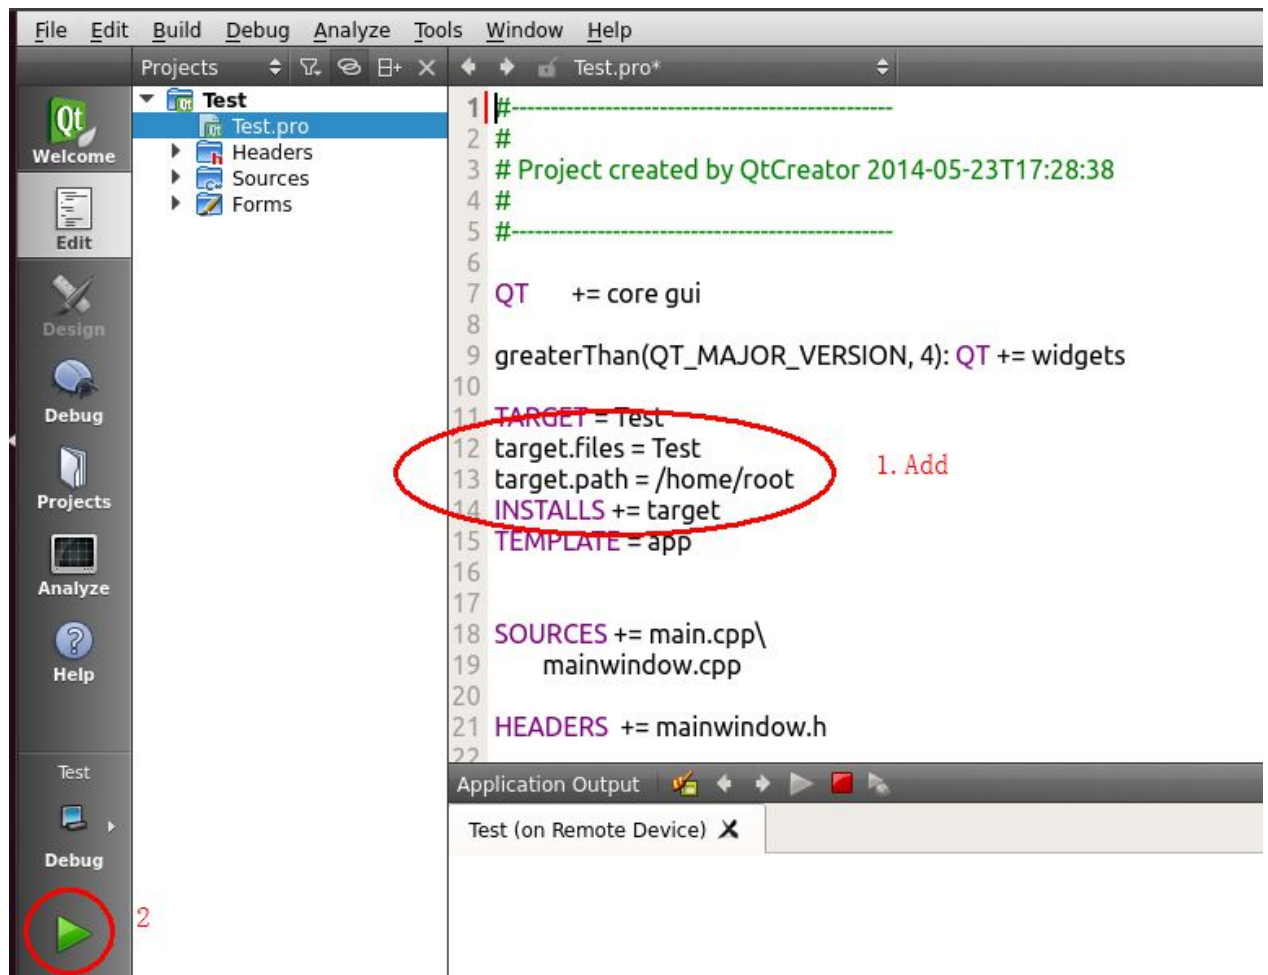 File Edit Build Debug Analyze Tools Window Help
Projects
Test.pro*
Welcome
Edit
Design
Debug
Projects
Analyze
Help
Test
Debug
2
Test
Test.pro
Headers
Sources
Forms
1 #------------------------------------------------
2 #
3 # Project created by QtCreator 2014-05-23T17:28:38
4 #
5 #------------------------------------------------
6
7 QT += core gui
8
9 greaterThan(QT_MAJOR_VERSION, 4): QT += widgets
10
11 TARGET = Test
12 target.files = Test
13 target.path = /home/root
14 INSTALLS += target
15 TEMPLATE = app
16
17
18 SOURCES += main.cpp\
19 mainwindow.cpp
20
21 HEADERS += mainwindow.h
22
1. Add
Application Output
Test (on Remote Device)